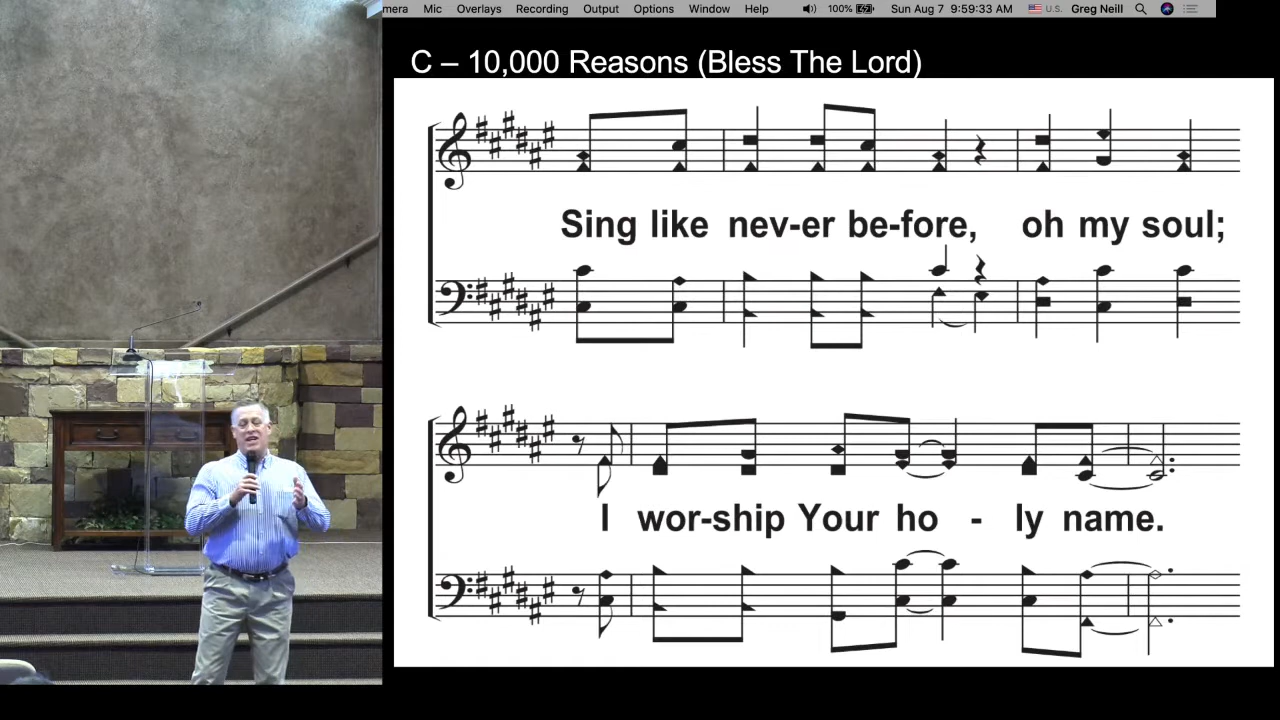 mera Mic Overlays Recording Output Options Window Help 100% Sun Aug 7 9:59:33 AM U.S. Greg Neill
C – 10,000 Reasons (Bless The Lord)
Sing like nev-er be-fore, oh my soul;
I wor-ship Your ho - ly name.